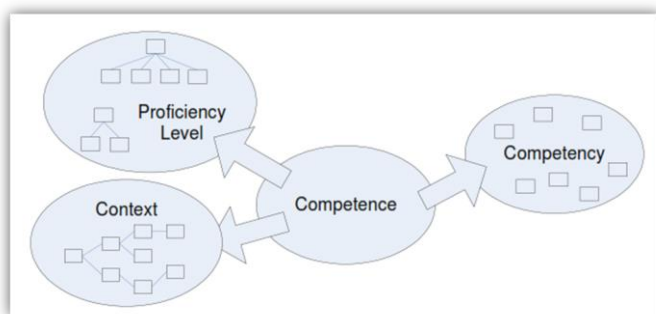 Proficiency
Level
Competency
Context
Competence